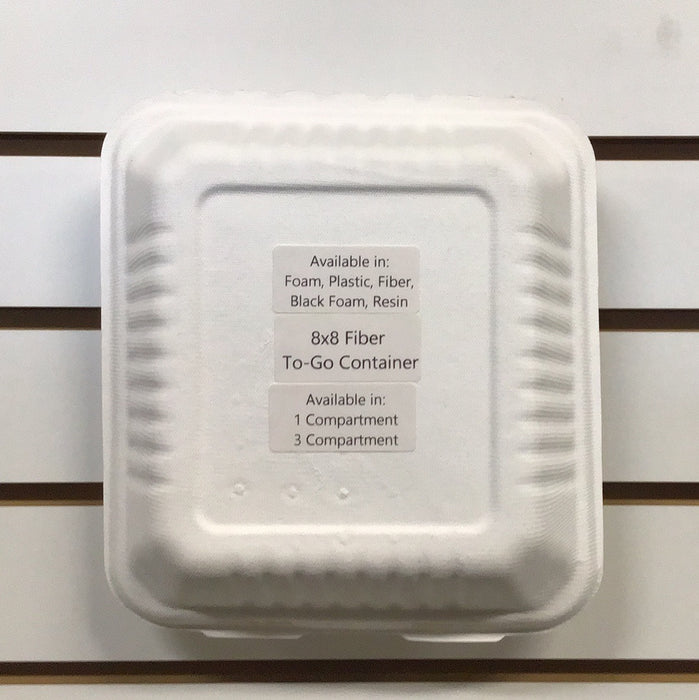 Available in:
Foam, Plastic, Fiber,
Black Foam, Resin
8x8 Fiber
To-Go Container
Available in:
1 Compartment
3 Compartment